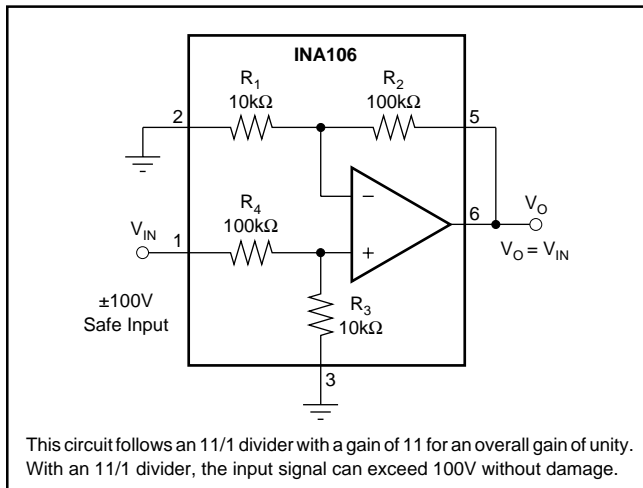 INA106
R1
10kΩ
R2
100kΩ
2
5
R4
100kΩ
−
+
VIN
1
6
VO
VO = VIN
±100V
Safe Input
R3
10kΩ
3
This circuit follows an 11/1 divider with a gain of 11 for an overall gain of unity.
With an 11/1 divider, the input signal can exceed 100V without damage.